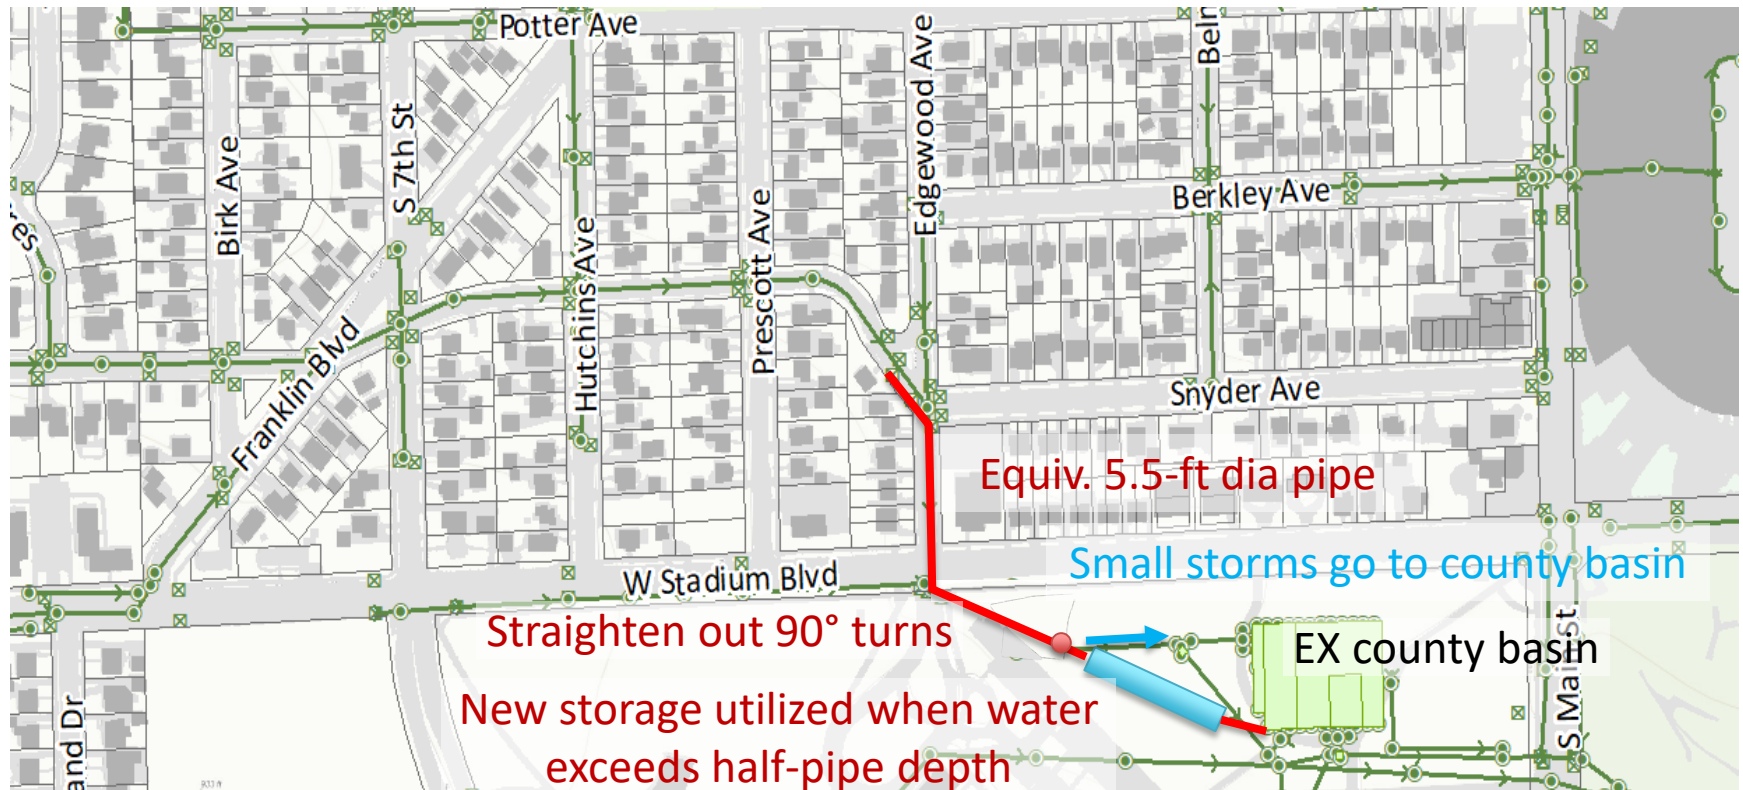 Potter Ave
Beln
Edgewood Ave
S 7th St
Birk Ave
Berkley Ave
Prescott Ave
Hutchins Ave
res
Franklin Blvd
Snyder Ave
Equiv. 5.5-ft dia pipe
Small storms go to county basin
W Stadium Blvd
Straighten out 90° turns
EX county basin
S Main St
New storage utilized when water
exceeds half-pipe depth
and Dr